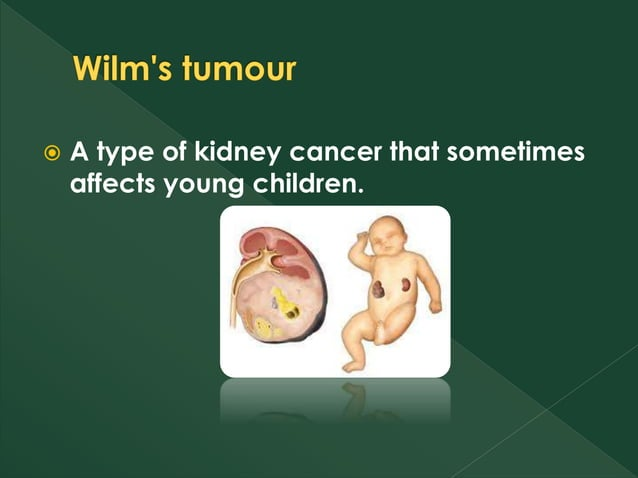 Wilm's tumour
A type of kidney cancer that sometimes
affects young children.